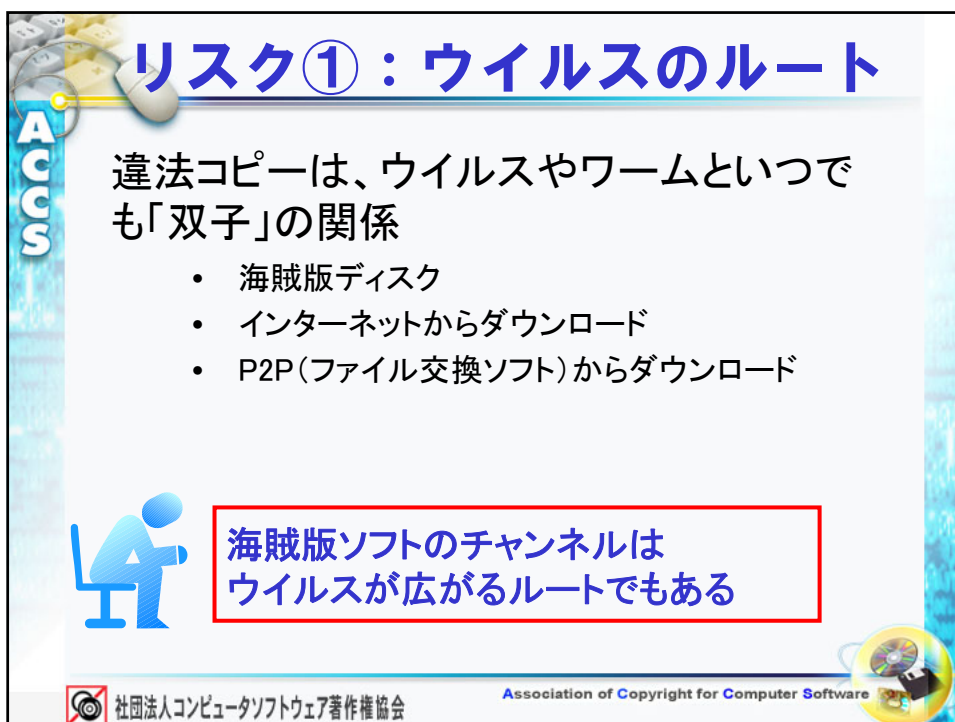 リスク①：ウイルスのルート
ACCS
違法コピーは、ウイルスやワームといつで
も「双子」の関係
• 海賊版ディスク
• インターネットからダウンロード
• P2P（ファイル交換ソフト）からダウンロード
海賊版ソフトのチャンネルは
ウイルスが広がるルートでもある
社団法人コンピュータソフトウェア著作権協会
Association of Copyright for Computer Software